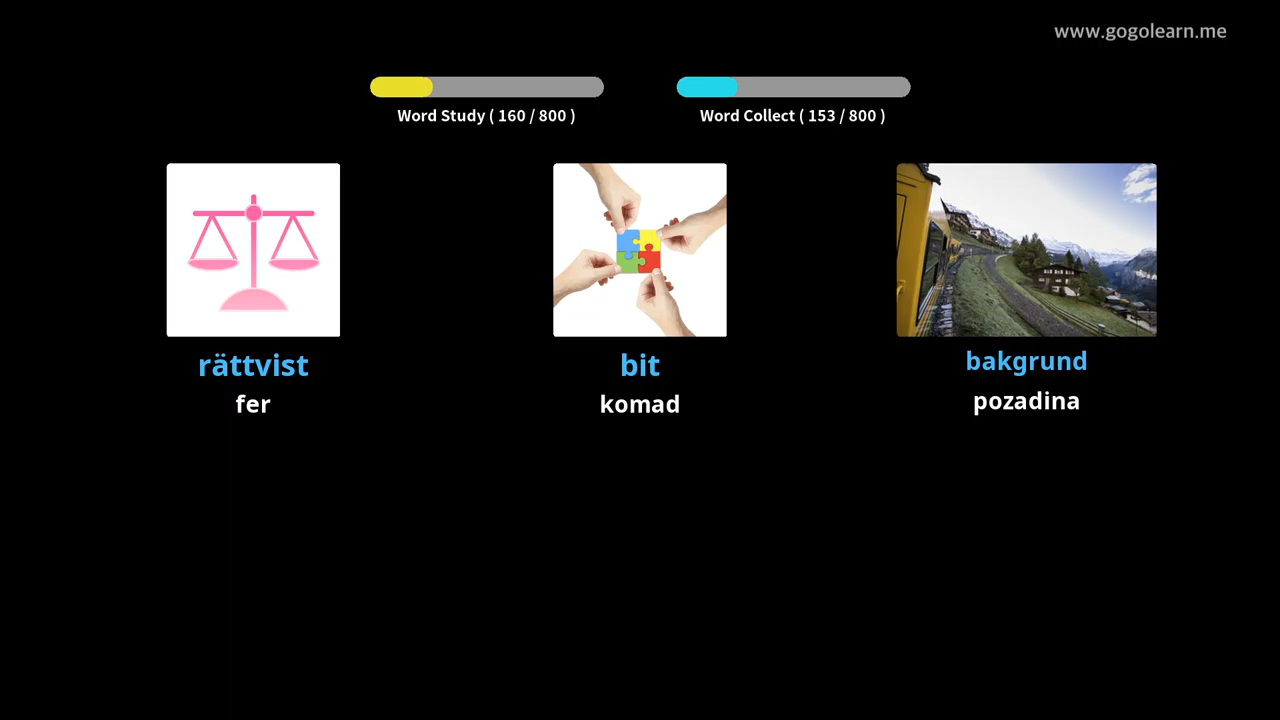 www.gogolearn.me
Word Study ( 160 / 800 )
Word Collect ( 153 / 800 )
rättvist
fer
bit
komad
bakgrund
pozadina